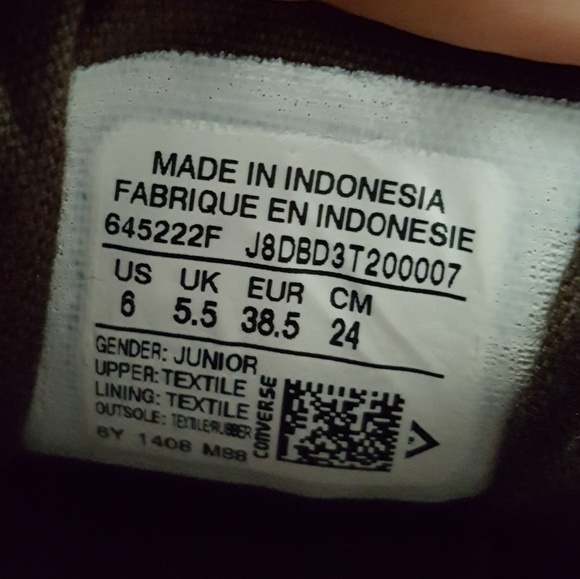 MADE IN INDONESIA
FABRIQUE EN INDONESIE
645222F J8DBD3T200007
US UK EUR CM
6 5.5 38.5 24
GENDER: JUNIOR
UPPER: TEXTILE
LINING: TEXTILE
OUTSOLE: TEXTILE/RUBBER
6Y 1408 M88
CONVERSE